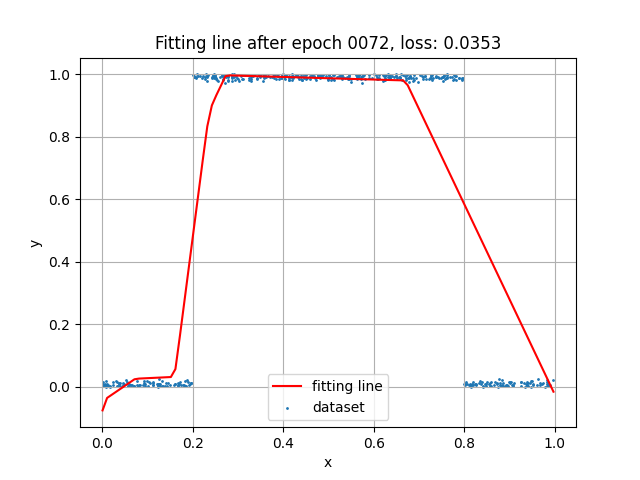 Fitting line after epoch 0072, loss: 0.0353
1.0
0.8
0.6
0.4
0.2
0.0
y
fitting line
dataset
0.0 0.2 0.4 0.6 0.8 1.0
x